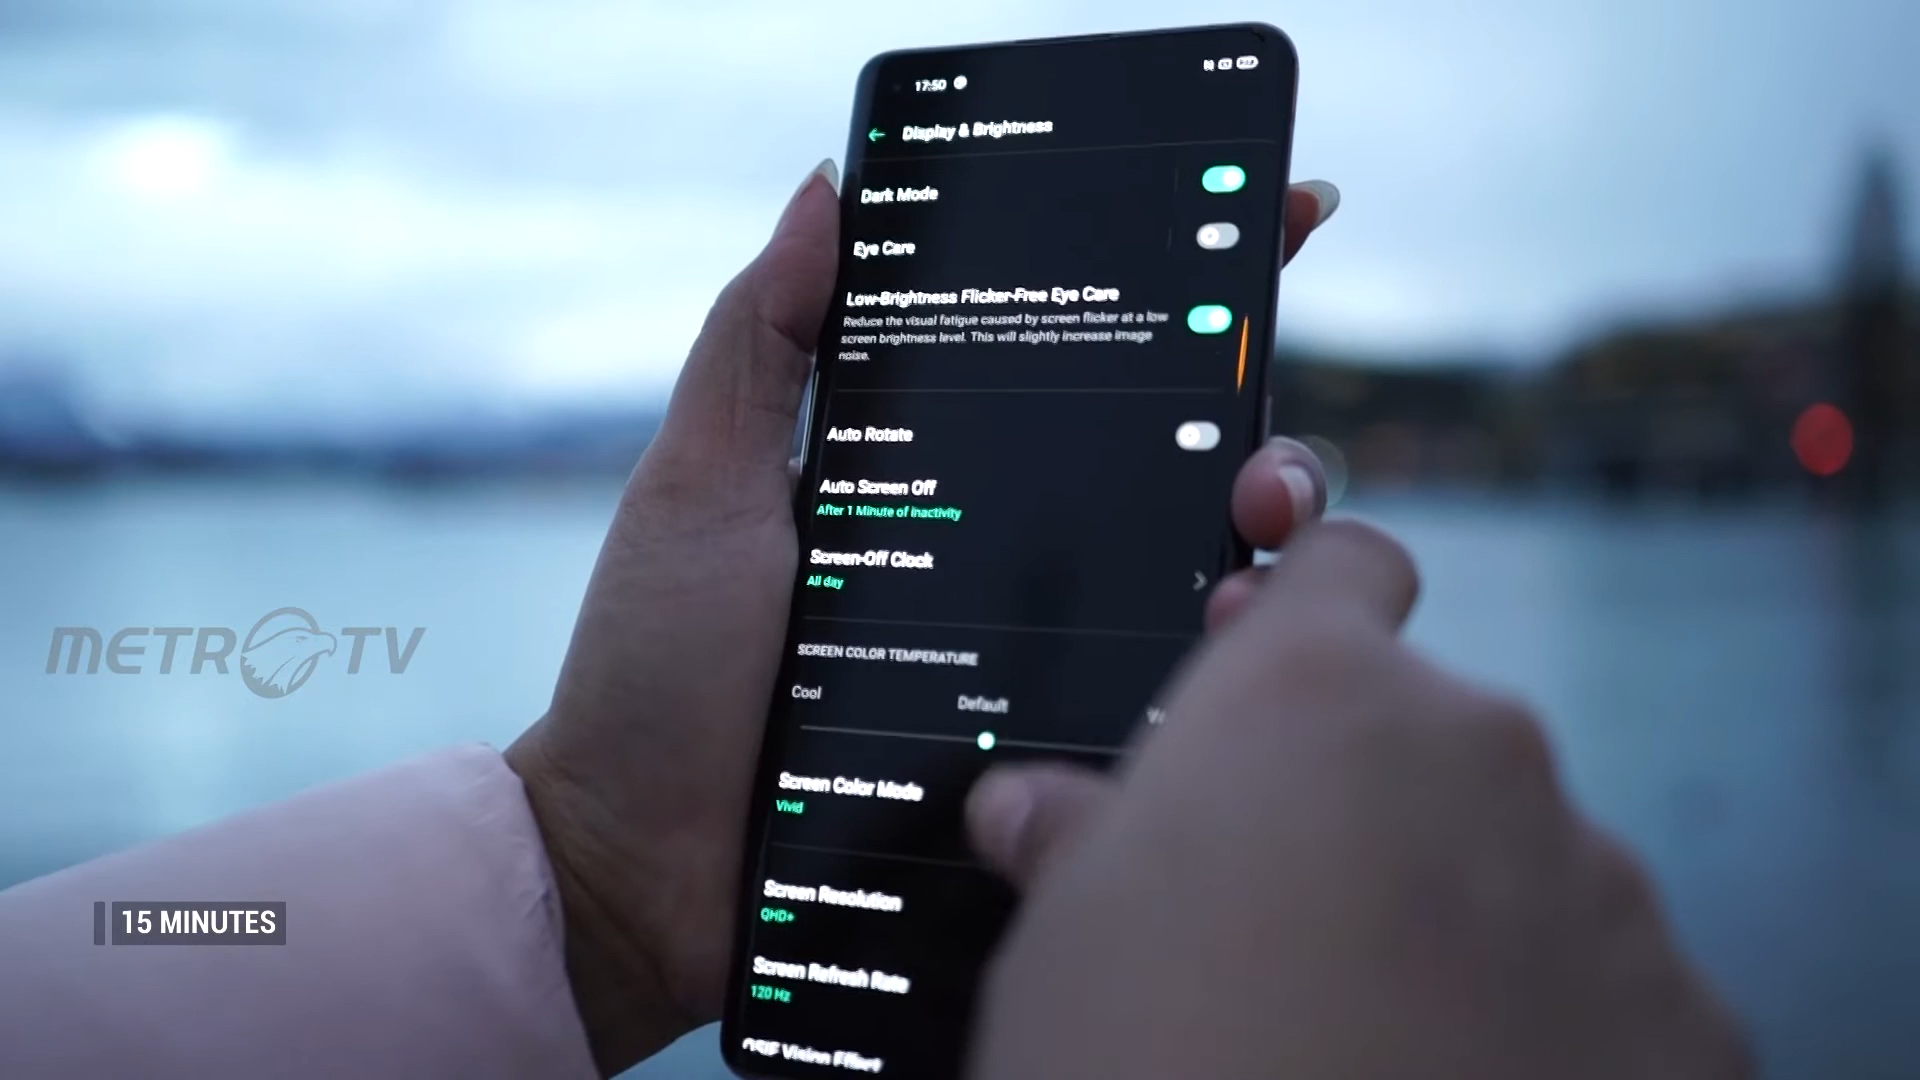 17:50
Display & Brightness
Dark Mode
Eye Care
Low-Brightness Flicker-Free Eye Care
Reduce the visual fatigue caused by screen flicker at a low
screen brightness level. This will slightly increase image
noise.
Auto Rotate
Auto Screen Off
After 1 Minute of Inactivity
Screen-Off Clock
All day
SCREEN COLOR TEMPERATURE
Cool
Default
Screen Color Mode
Vivid
Screen Resolution
QHD+
Screen Refresh Rate
120 Hz
Vision Effect
METRO TV
15 MINUTES